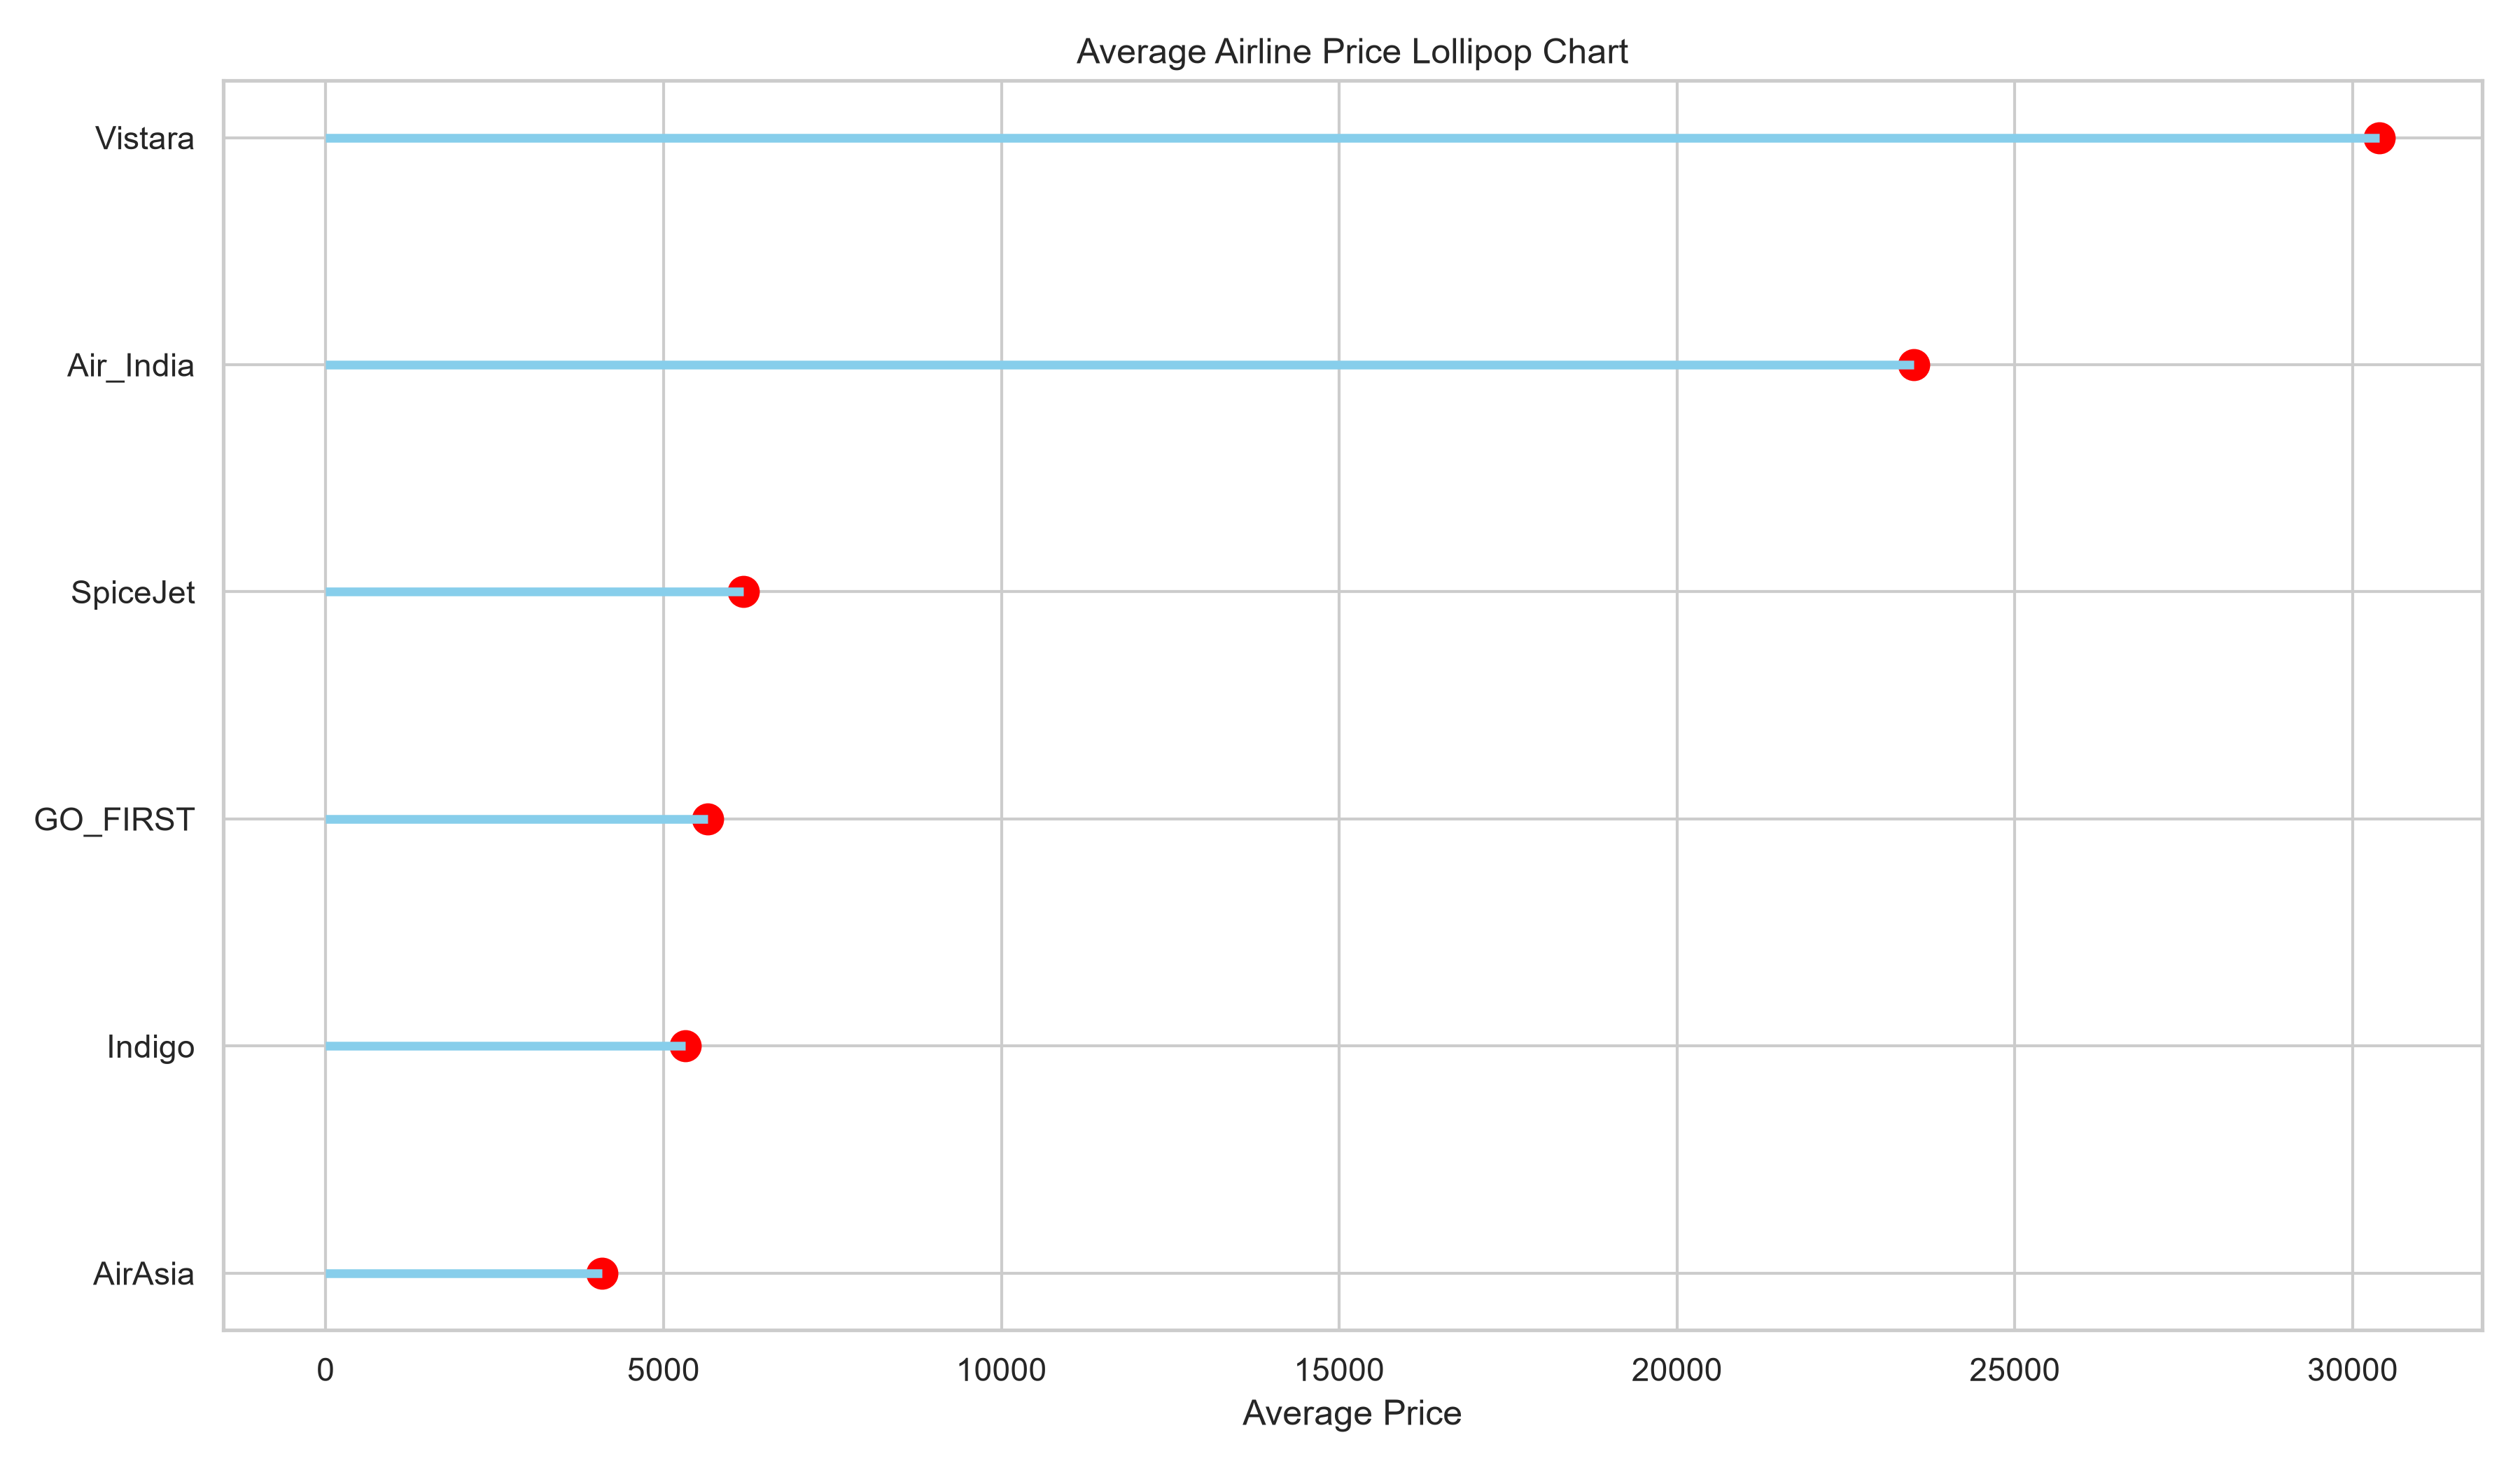 Average Airline Price Lollipop Chart
Vistara
Air_India
SpiceJet
GO_FIRST
Indigo
AirAsia
0 5000 10000 15000 20000 25000 30000
Average Price